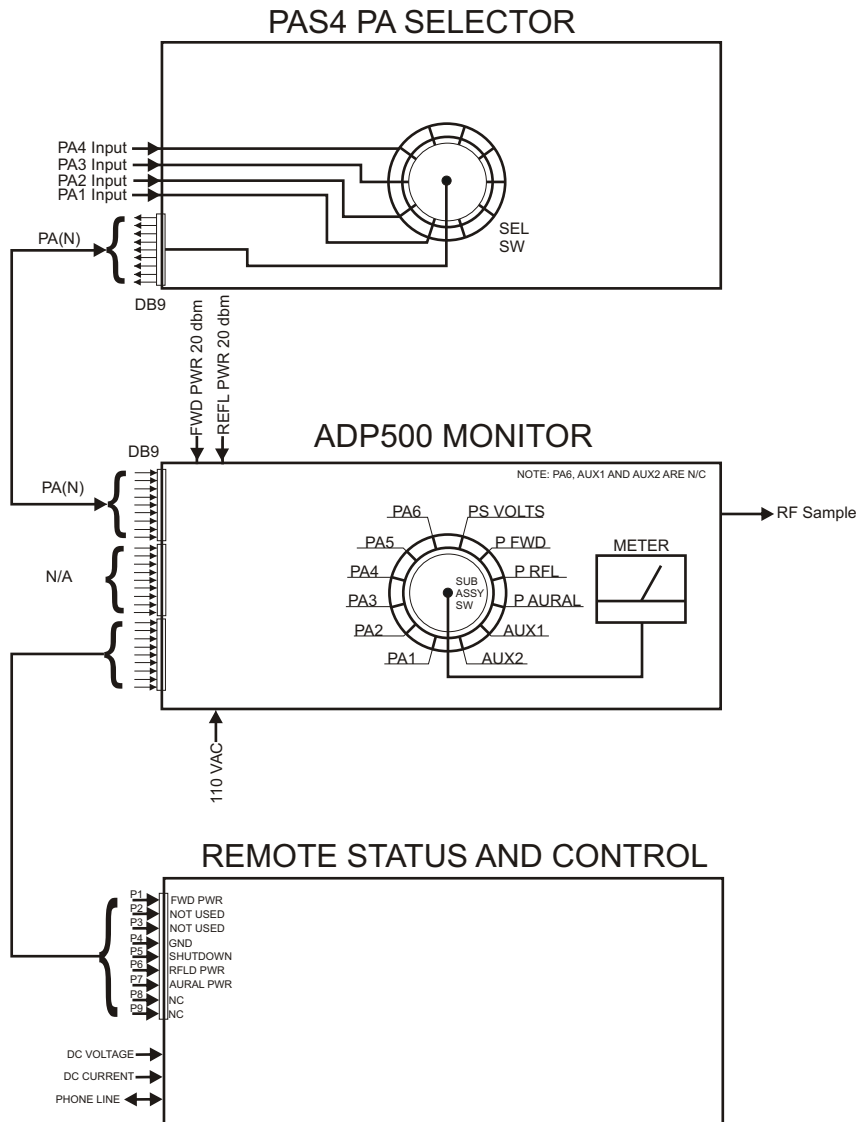 PAS4 PA SELECTOR
PA4 Input
PA3 Input
PA2 Input
PA1 Input
SEL
SW
PA(N)
DB9
FWD PWR 20 dbm
REFL PWR 20 dbm
ADP500 MONITOR
DB9
NOTE: PA6, AUX1 AND AUX2 ARE N/C
PA(N)
RF Sample
PA6
PS VOLTS
PA5
P FWD
METER
N/A
PA4
P RFL
SUB
ASSY
SW
PA3
P AURAL
PA2
AUX1
PA1
AUX2
110 VAC
REMOTE STATUS AND CONTROL
P1 FWD PWR
P2 NOT USED
P3 NOT USED
P4 GND
P5 SHUTDOWN
P6 RFLD PWR
P7 AURAL PWR
P8 NC
P9 NC
DC VOLTAGE
DC CURRENT
PHONE LINE